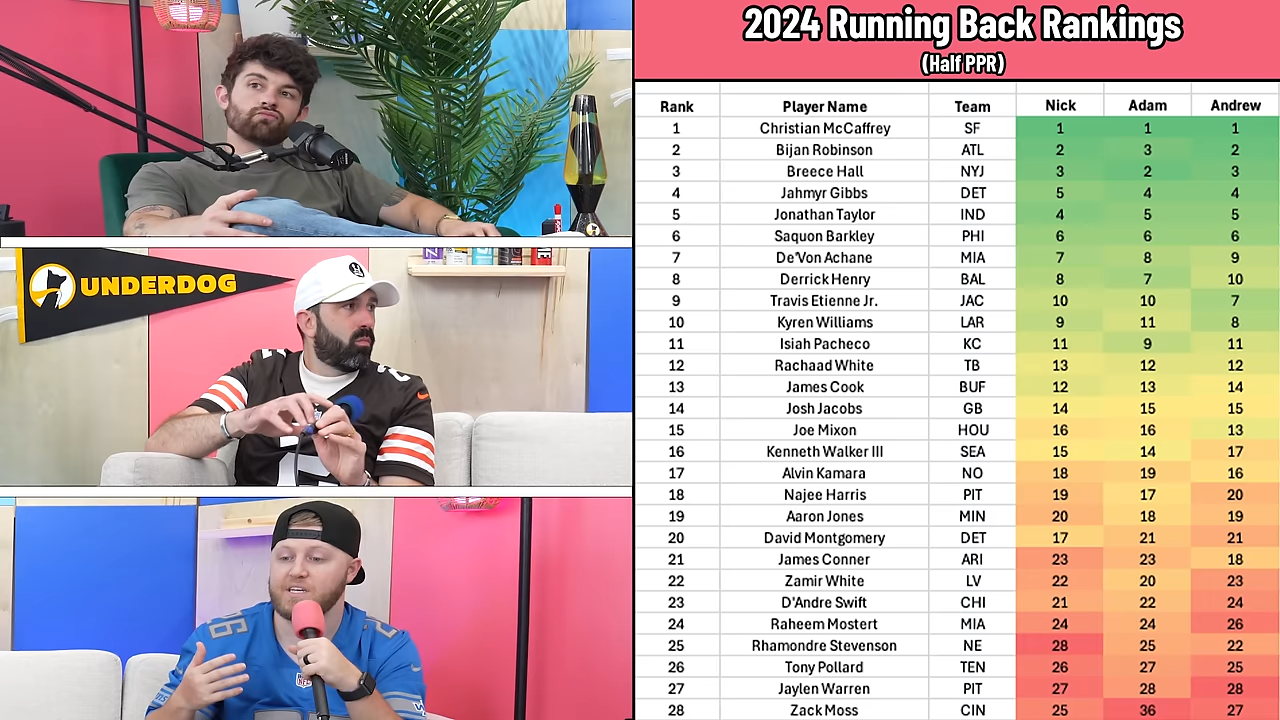 UNDERDOG
26
2024 Running Back Rankings
(Half PPR)
Rank Player Name Team Nick Adam Andrew
1 Christian McCaffrey SF 1 1 1
2 Bijan Robinson ATL 2 3 2
3 Breece Hall NYJ 3 2 3
4 Jahmyr Gibbs DET 5 4 4
5 Jonathan Taylor IND 4 5 5
6 Saquon Barkley PHI 6 6 6
7 De'Von Achane MIA 7 8 9
8 Derrick Henry BAL 8 7 10
9 Travis Etienne Jr. JAC 10 10 7
10 Kyren Williams LAR 9 11 8
11 Isiah Pacheco KC 11 9 11
12 Rachaad White TB 13 12 12
13 James Cook BUF 12 13 14
14 Josh Jacobs GB 14 15 15
15 Joe Mixon HOU 16 16 13
16 Kenneth Walker III SEA 15 14 17
17 Alvin Kamara NO 18 19 16
18 Najee Harris PIT 19 17 20
19 Aaron Jones MIN 20 18 19
20 David Montgomery DET 17 21 21
21 James Conner ARI 23 23 18
22 Zamir White LV 22 20 23
23 D'Andre Swift CHI 21 22 24
24 Raheem Mostert MIA 24 24 26
25 Rhamondre Stevenson NE 28 25 22
26 Tony Pollard TEN 26 27 25
27 Jaylen Warren PIT 27 28 28
28 Zack Moss CIN 25 36 27